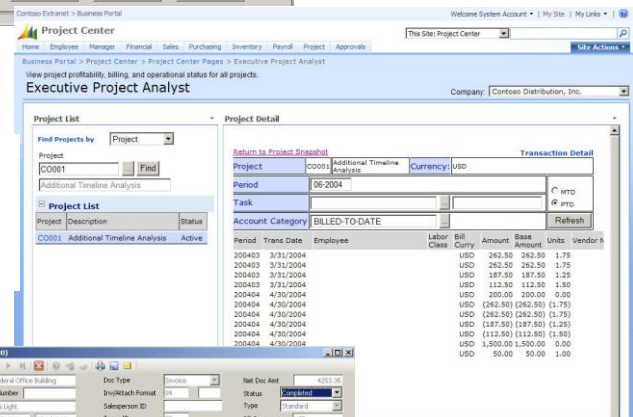 Contoso Extranet > Business Portal
Welcome System Account | My Site | My Links
Project Center
This Site: Project Center
Home Employee Manager Financial Sales Purchasing Inventory Payroll Project Approvals
Site Actions
Business Portal > Project Center > Project Center Pages > Executive Project Analyst
View project profitability, billing, and operational status for all projects.
Executive Project Analyst
Company: Contoso Distribution, Inc.
Project List
Find Projects by Project
Project
CO001 ... Find
Additional Timeline Analysis
Project List
Project Description Status
CO001 Additional Timeline Analysis Active
Project Detail
Return to Project Snapshot
Transaction Detail
Project CO001 Additional Timeline Analysis Currency: USD
Period 06-2004
MTD
Task ...
PTD
Account Category BILLED-TO-DATE ... Refresh
Period Trans Date Employee Labor Class Bill Curry Amount Base Amount Units Vendor N
200403 3/31/2004 USD 262.50 262.50 1.75
200403 3/31/2004 USD 262.50 262.50 1.75
200403 3/31/2004 USD 187.50 187.50 1.25
200403 3/31/2004 USD 112.50 112.50 1.50
200404 4/30/2004 USD 200.00 200.00 0.00
200404 4/30/2004 USD (262.50) (262.50) (1.75)
200404 4/30/2004 USD (262.50) (262.50) (1.75)
200404 4/30/2004 USD (187.50) (187.50) (1.25)
200404 4/30/2004 USD (112.50) (112.50) (1.50)
200404 4/30/2004 USD 1,500.00 1,500.00 0.00
USD 50.00 50.00 1.00
deral Office Building Doc Type Invoice Net Doc Amt 4253.35
Number Inv/Attach Format 04 Status Completed
s Light Salesperson ID Type Standard